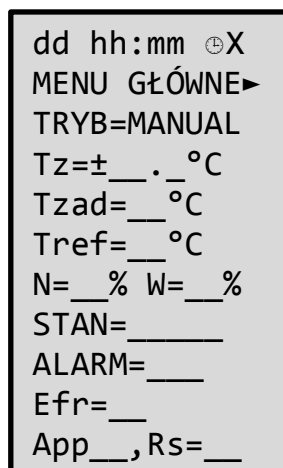 dd hh:mm 🕒X
MENU GŁÓWNE►
TRYB=MANUAL
Tz=±__._°C
Tzad=__°C
Tref=__°C
N=__% W=__%
STAN=_____
ALARM=___
Efr=__
App__,Rs=__